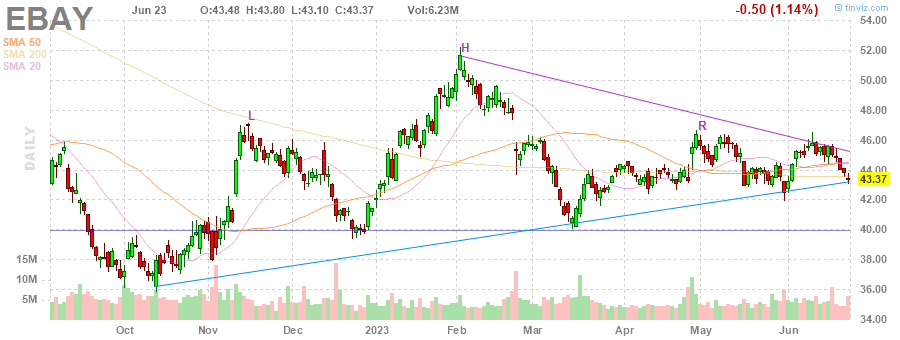 EBAY
Jun 23 O:43.48 H:43.80 L:43.10 C:43.37 Vol:6.23M -0.50 (1.14%) finviz.com
SMA 50
SMA 200
SMA 20
DAILY
54.00
52.00
50.00
48.00
46.00
44.00
43.37
42.00
40.00
38.00
36.00
34.00
H
L
R
15M
10M
5M
Oct Nov Dec 2023 Feb Mar Apr May Jun